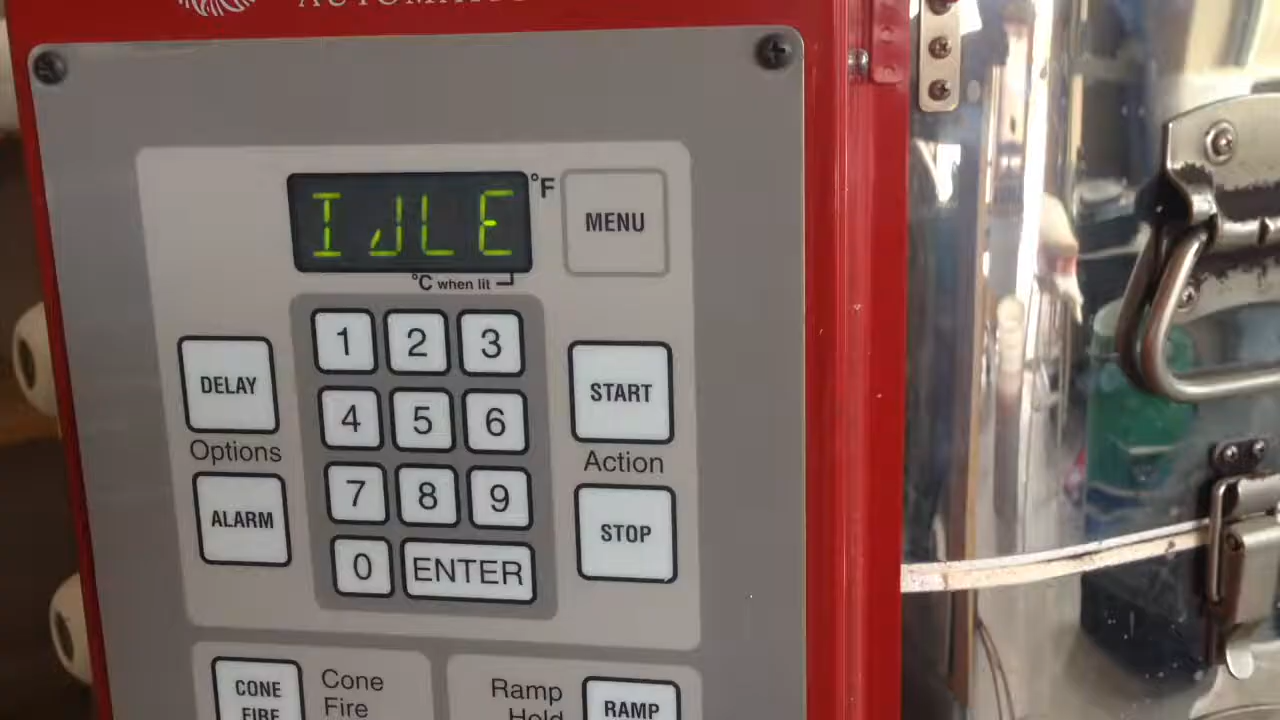 AUTOMATIC
IDLE
°F
MENU
°C when lit
1 2 3
DELAY
START
4 5 6
Options
Action
7 8 9
ALARM
STOP
0 ENTER
CONE
FIRE
Cone
Fire
Ramp
Hold
RAMP